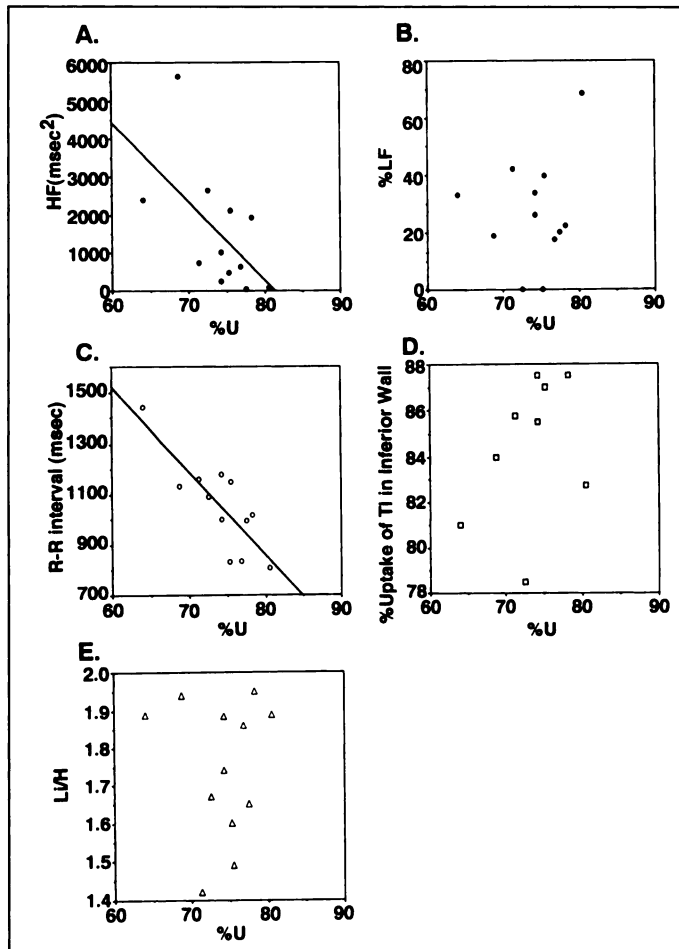 A.
6000
5000
4000
3000
2000
1000
0
HF(msec²)
60 70 80 90
%U
B.
80
60
40
20
0
%LF
60 70 80 90
%U
C.
1500
1300
1100
900
700
R-R interval (msec)
60 70 80 90
%U
D.
88
86
84
82
80
78
%Uptake of Tl in Inferior Wall
60 70 80 90
%U
E.
2.0
1.9
1.8
1.7
1.6
1.5
1.4
Li/H
60 70 80 90
%U